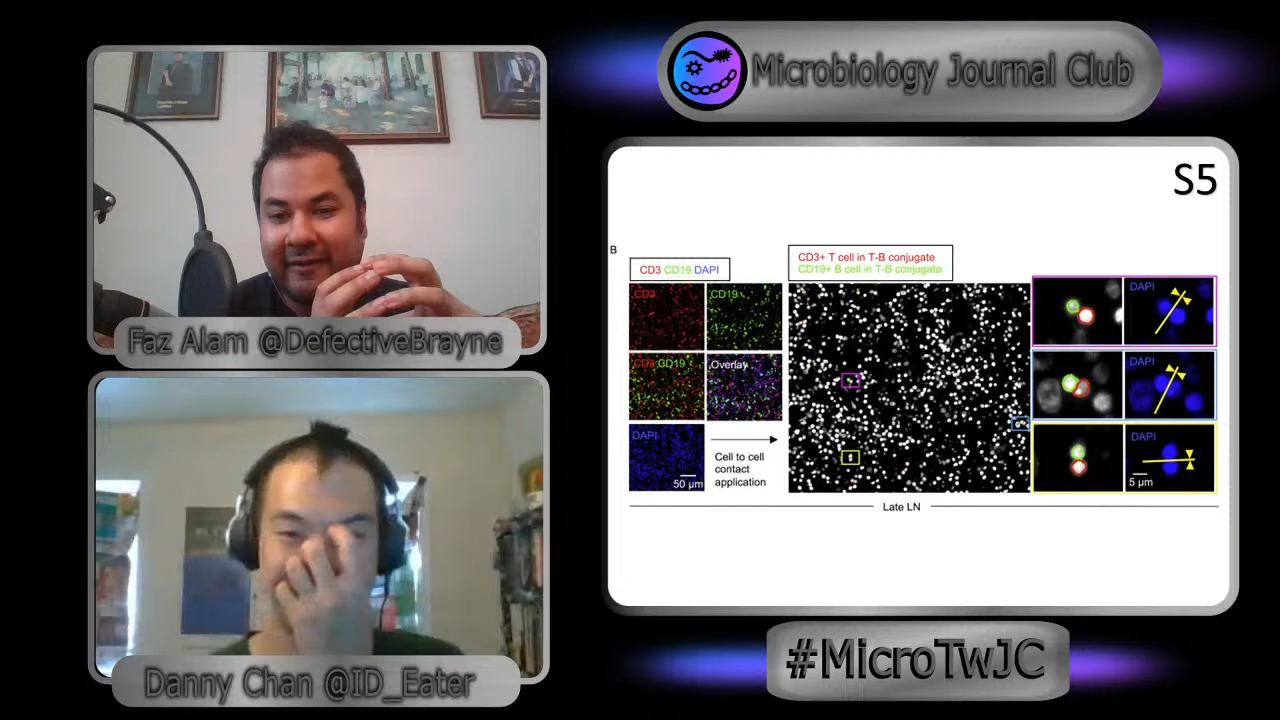 Microbiology Journal Club
S5
B
CD3 CD19 DAPI
CD3+ T cell in T-B conjugate
CD19+ B cell in T-B conjugate
CD3
CD19
CD3 CD19
Overlay
DAPI
50 µm
Cell to cell
contact
application
DAPI
DAPI
DAPI
5 µm
Late LN
Faz Alam @DefectiveBrayne
Danny Chan @ID_Eater
#MicroTwJC